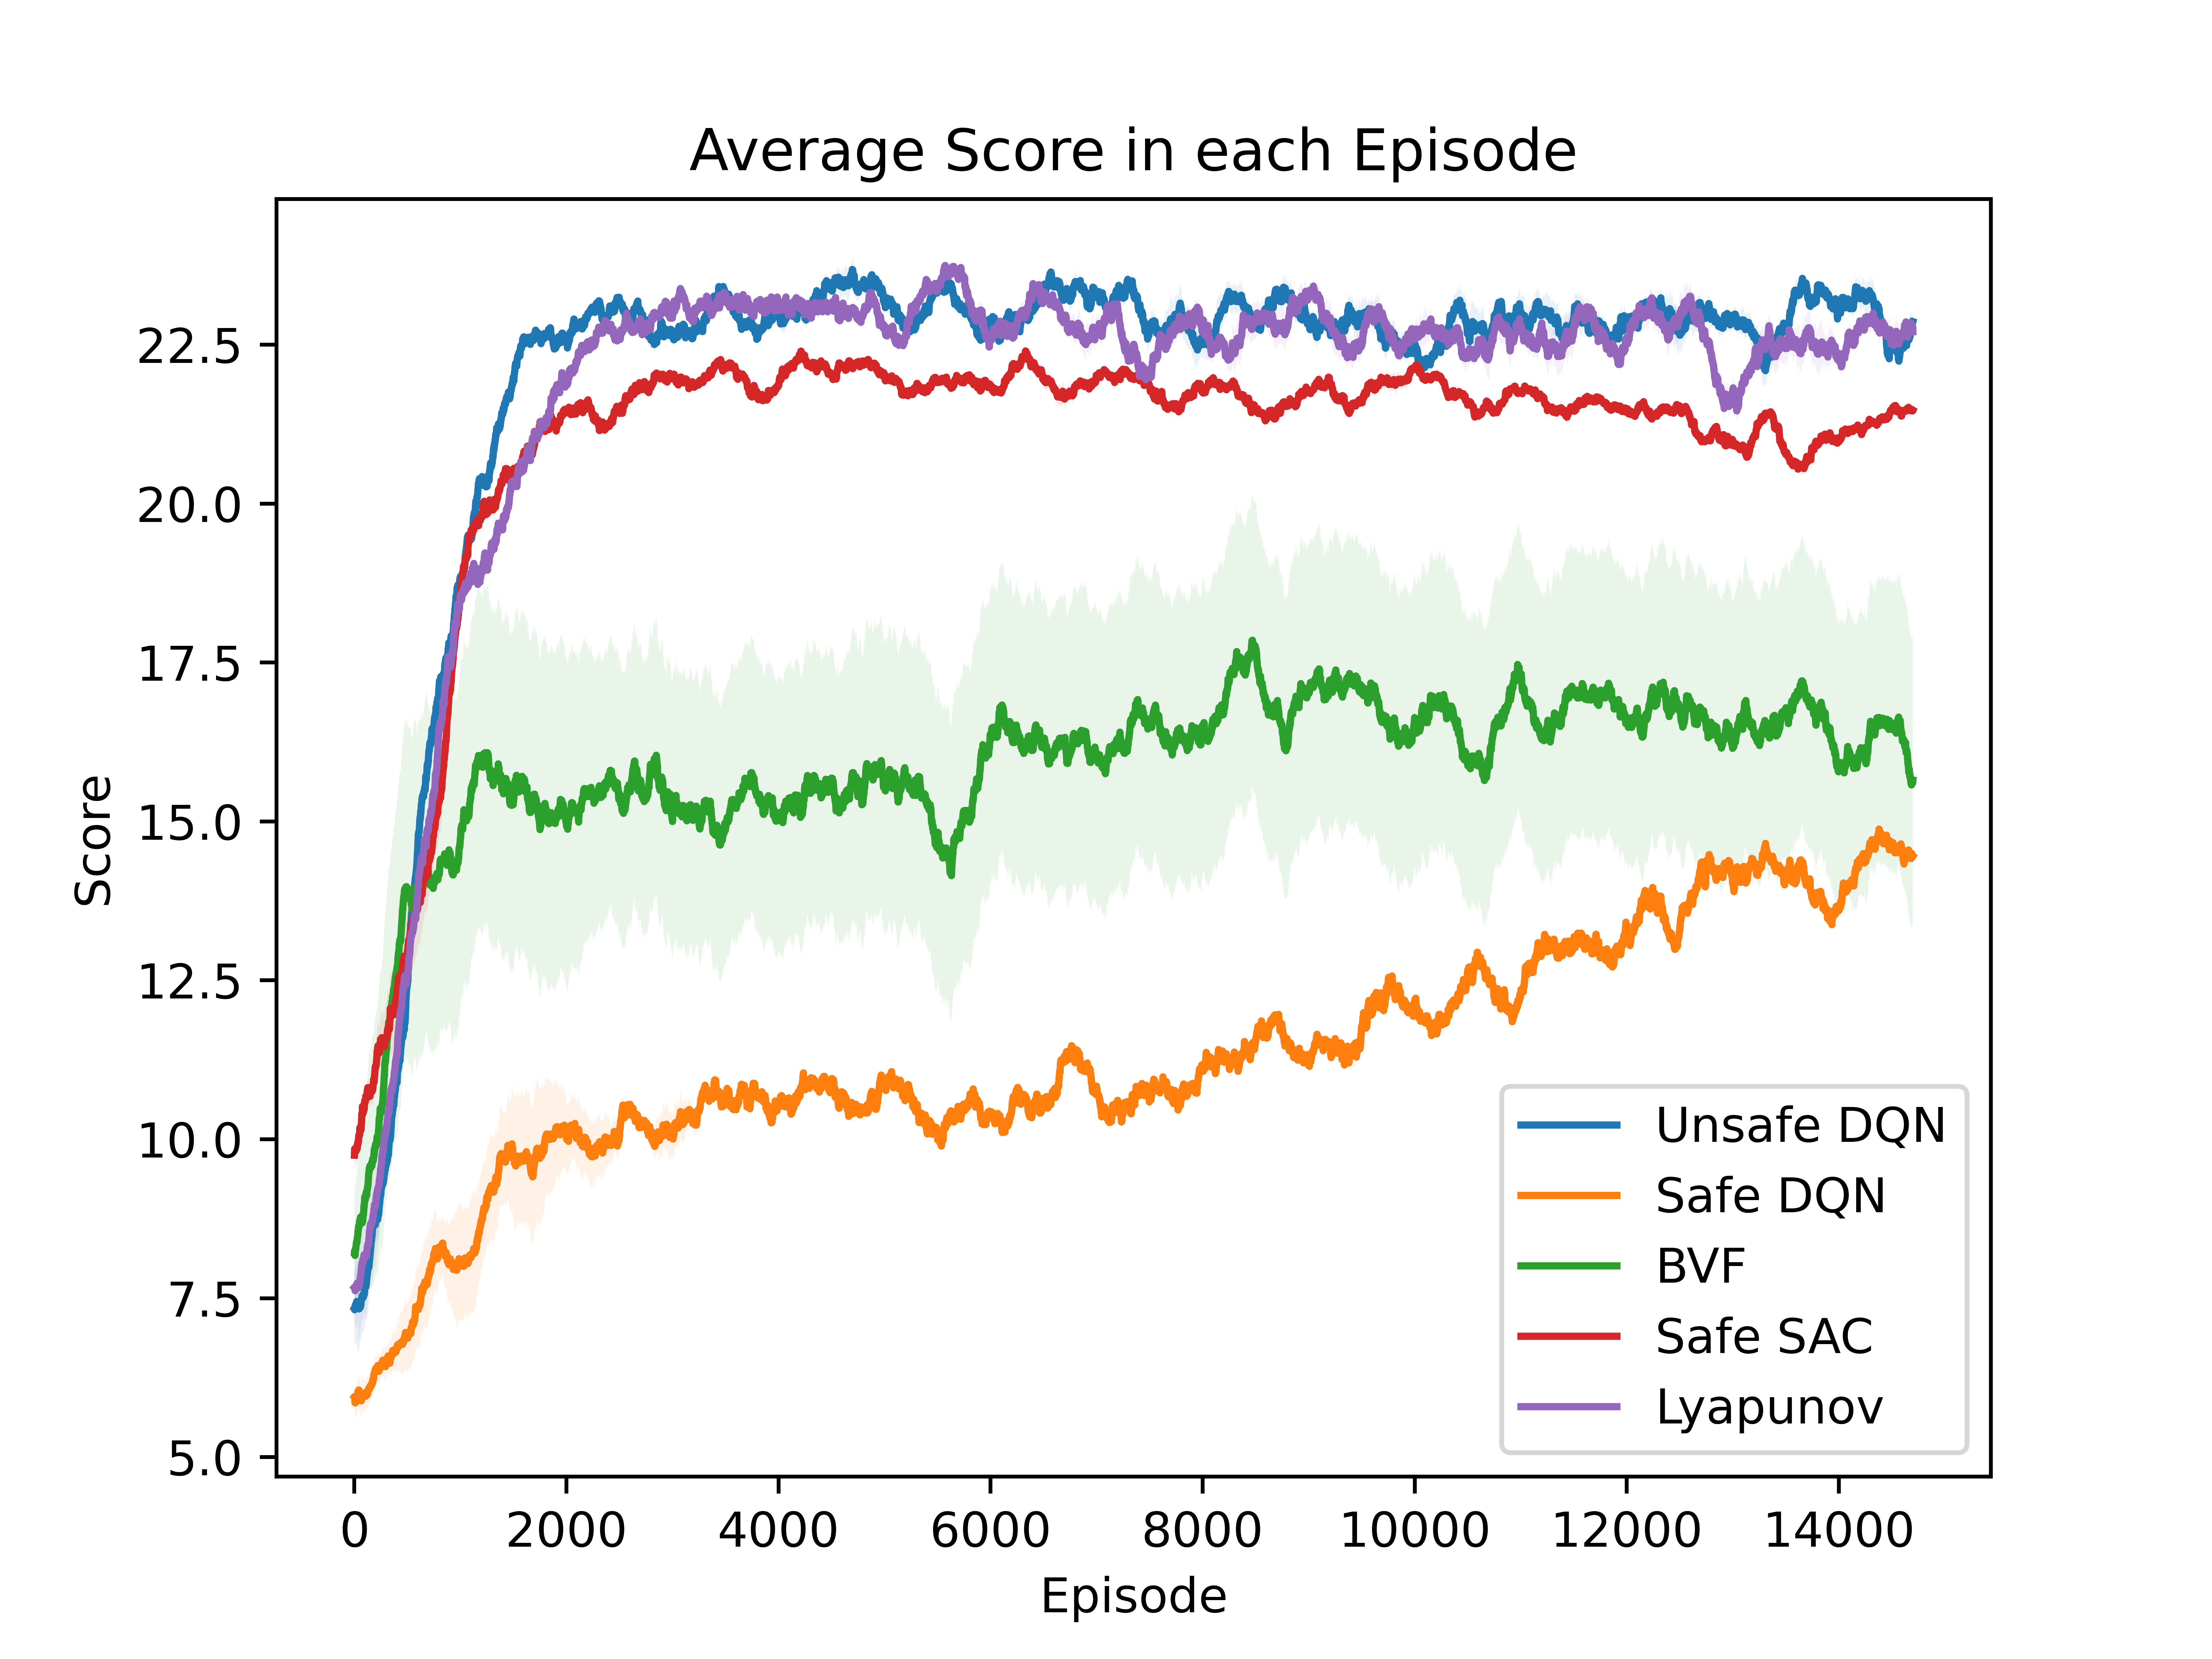 Average Score in each Episode
22.5
20.0
17.5
15.0
12.5
10.0
7.5
5.0
Score
0 2000 4000 6000 8000 10000 12000 14000
Episode
Unsafe DQN
Safe DQN
BVF
Safe SAC
Lyapunov